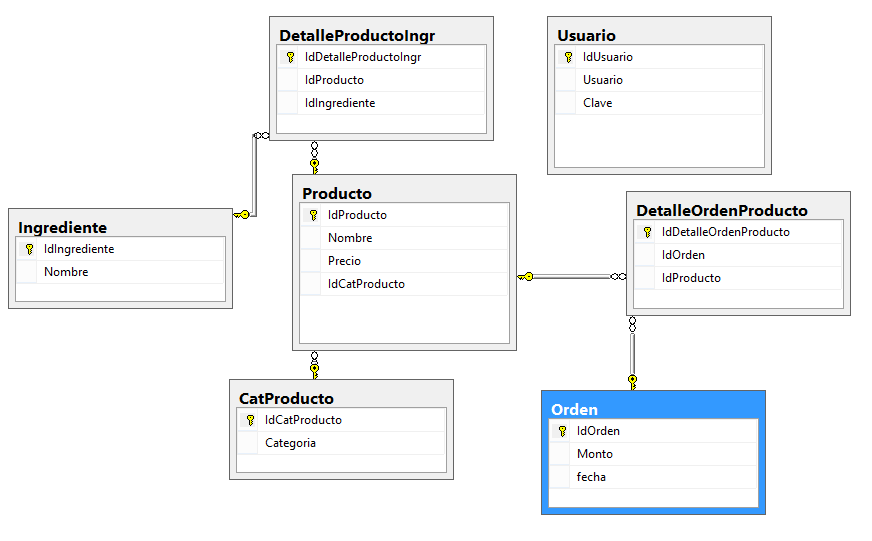 DetalleProductoIngr
IdDetalleProductoIngr
IdProducto
IdIngrediente
Usuario
IdUsuario
Usuario
Clave
Ingrediente
IdIngrediente
Nombre
Producto
IdProducto
Nombre
Precio
IdCatProducto
DetalleOrdenProducto
IdDetalleOrdenProducto
IdOrden
IdProducto
CatProducto
IdCatProducto
Categoria
Orden
IdOrden
Monto
fecha